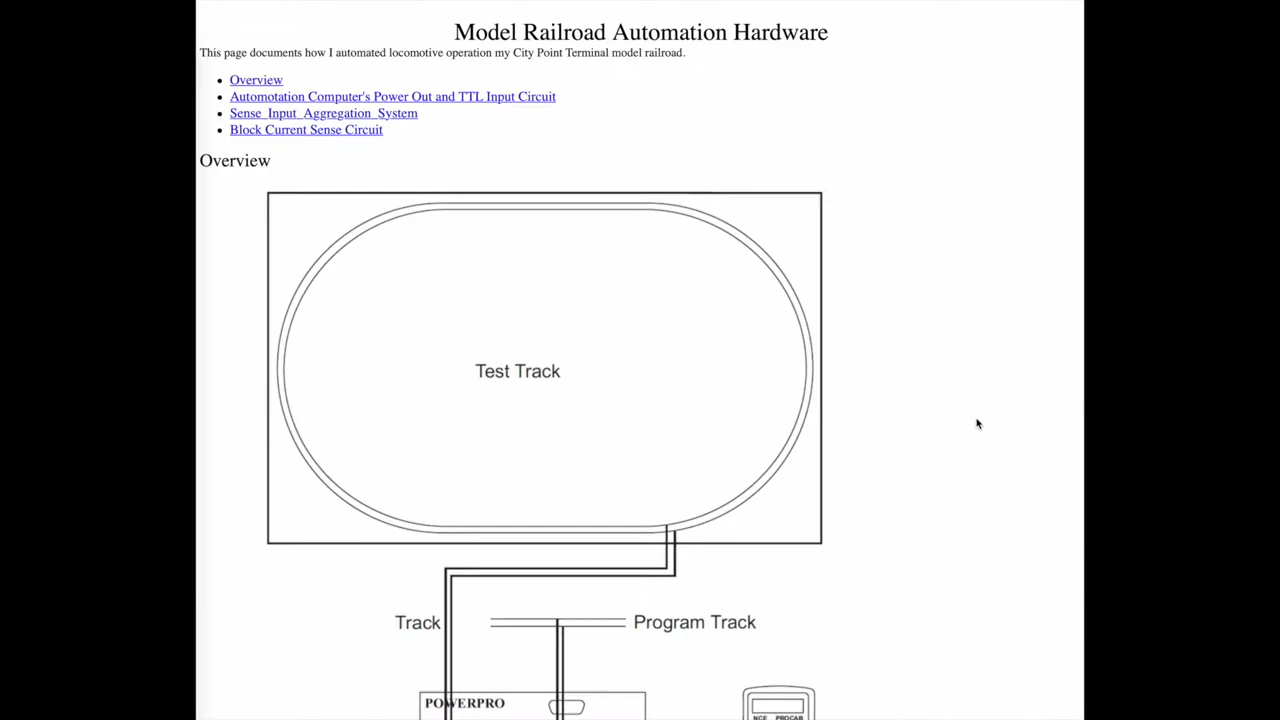 Model Railroad Automation Hardware
This page documents how I automated locomotive operation my City Point Terminal model railroad.
Overview
Automotation Computer's Power Out and TTL Input Circuit
Sense_Input_Aggregation_System
Block Current Sense Circuit
Overview
Test Track
Track
Program Track
POWERPRO
NCE PROCAB